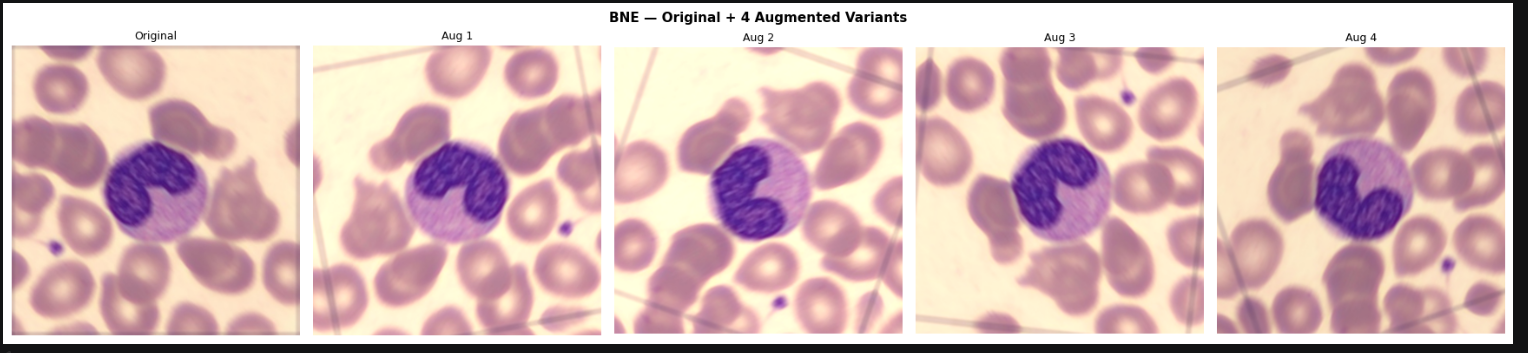 BNE — Original + 4 Augmented Variants
Original
Aug 1
Aug 2
Aug 3
Aug 4